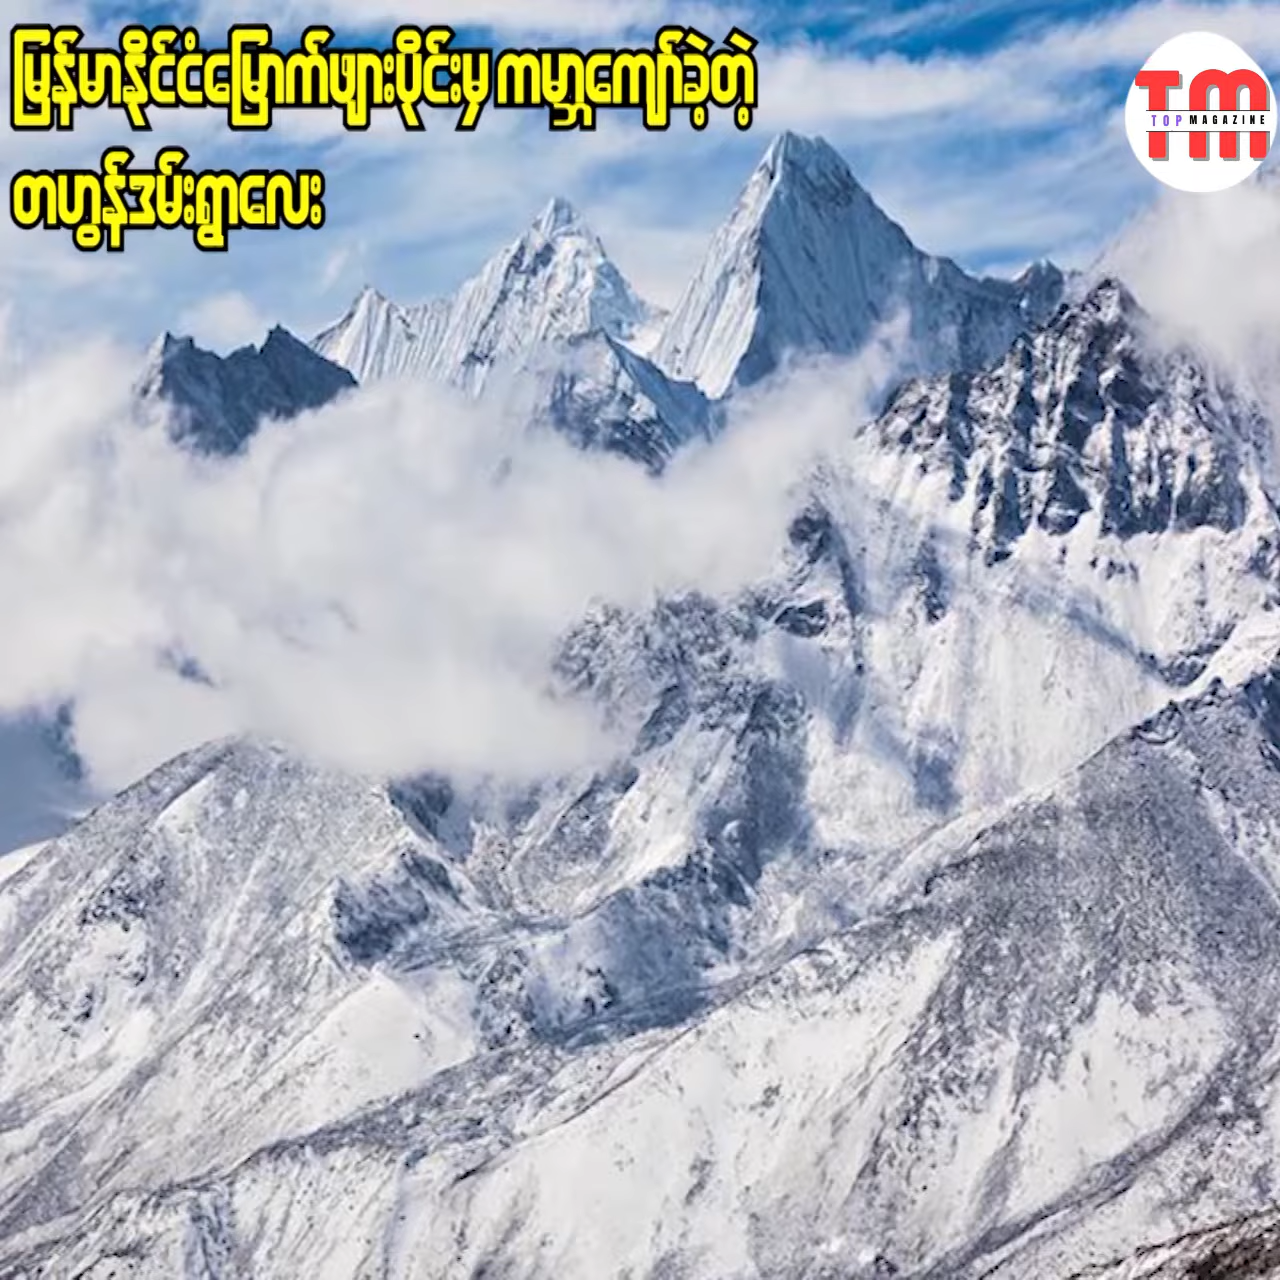 မြန်မာနိုင်ငံမြောက်ဖျားပိုင်းမှ ကမ္ဘာကျော်ခဲ့တဲ့
တဟွန်ဒမ်းရွာလေး
TM
TOP MAGAZINE